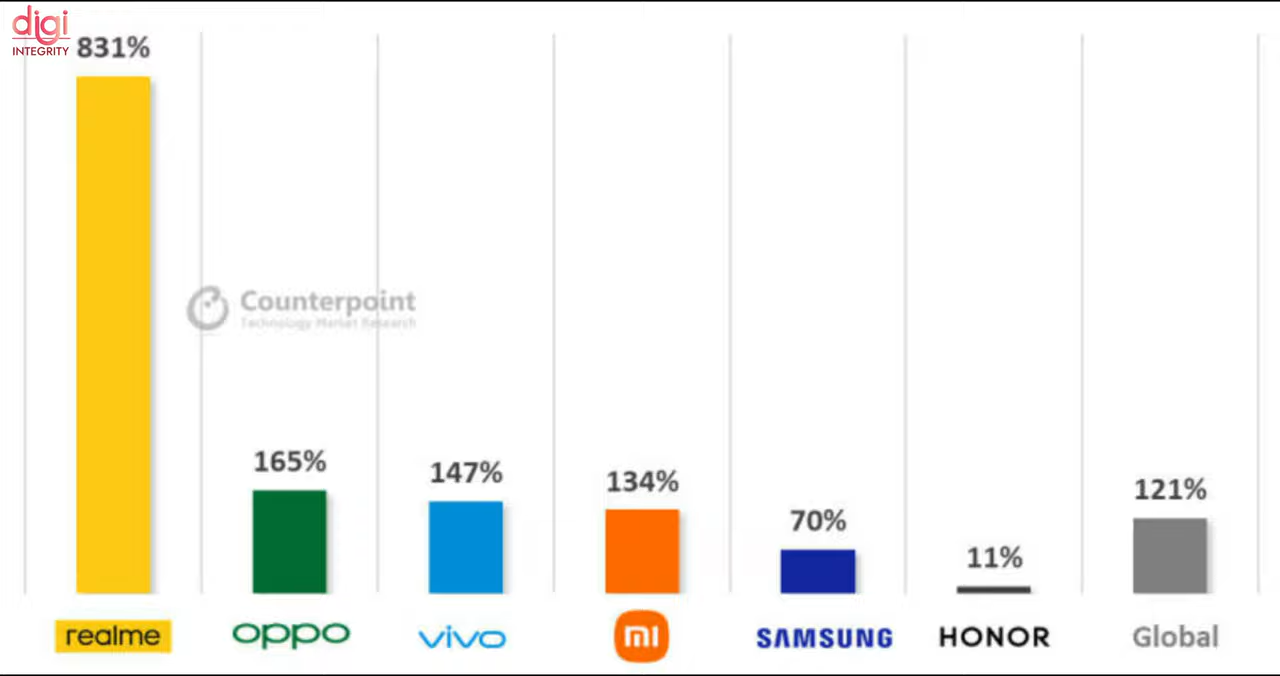 digi
INTEGRITY
831%
Counterpoint
Technology Market Research
165%
147%
134%
70%
11%
121%
realme
oppo
vivo
mi
SAMSUNG
HONOR
Global